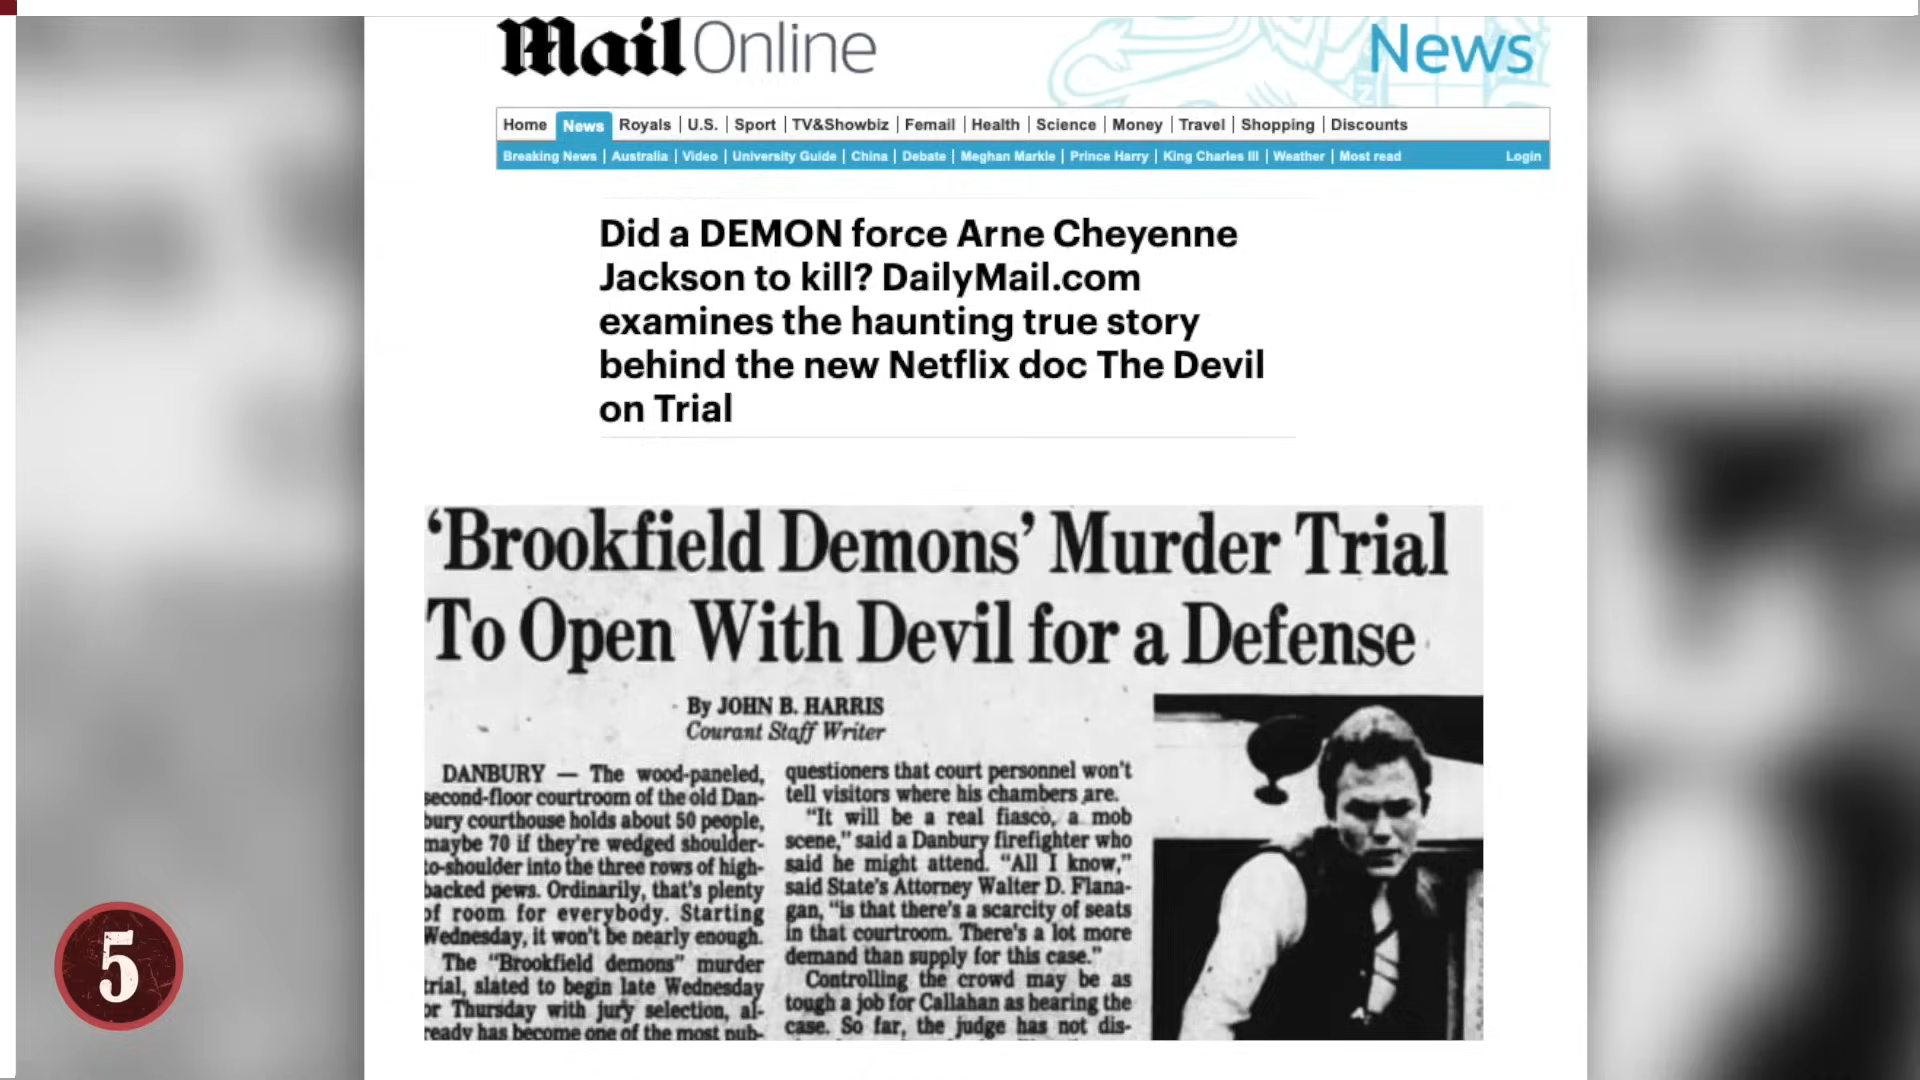 Mail Online
News
Home News Royals U.S. Sport TV&Showbiz Femail Health Science Money Travel Shopping Discounts
Breaking News Australia Video University Guide China Debate Meghan Markle Prince Harry King Charles III Weather Most read Login
Did a DEMON force Arne Cheyenne
Jackson to kill? DailyMail.com
examines the haunting true story
behind the new Netflix doc The Devil
on Trial
‘Brookfield Demons’ Murder Trial
To Open With Devil for a Defense
By JOHN B. HARRIS
Courant Staff Writer
DANBURY — The wood-paneled,
second-floor courtroom of the old Dan-
bury courthouse holds about 50 people,
maybe 70 if they're wedged shoulder-
to-shoulder into the three rows of high-
backed pews. Ordinarily, that's plenty
of room for everybody. Starting
Wednesday, it won't be nearly enough.
The "Brookfield demons" murder
trial, slated to begin late Wednesday
or Thursday with jury selection, al-
ready has become one of the most pub-
questioners that court personnel won't
tell visitors where his chambers are.
"It will be a real fiasco, a mob
scene," said a Danbury firefighter who
said he might attend. "All I know,"
said State's Attorney Walter D. Flana-
gan, "is that there's a scarcity of seats
in that courtroom. There's a lot more
demand than supply for this case."
Controlling the crowd may be as
tough a job for Callahan as hearing the
case. So far, the judge has not dis-
5